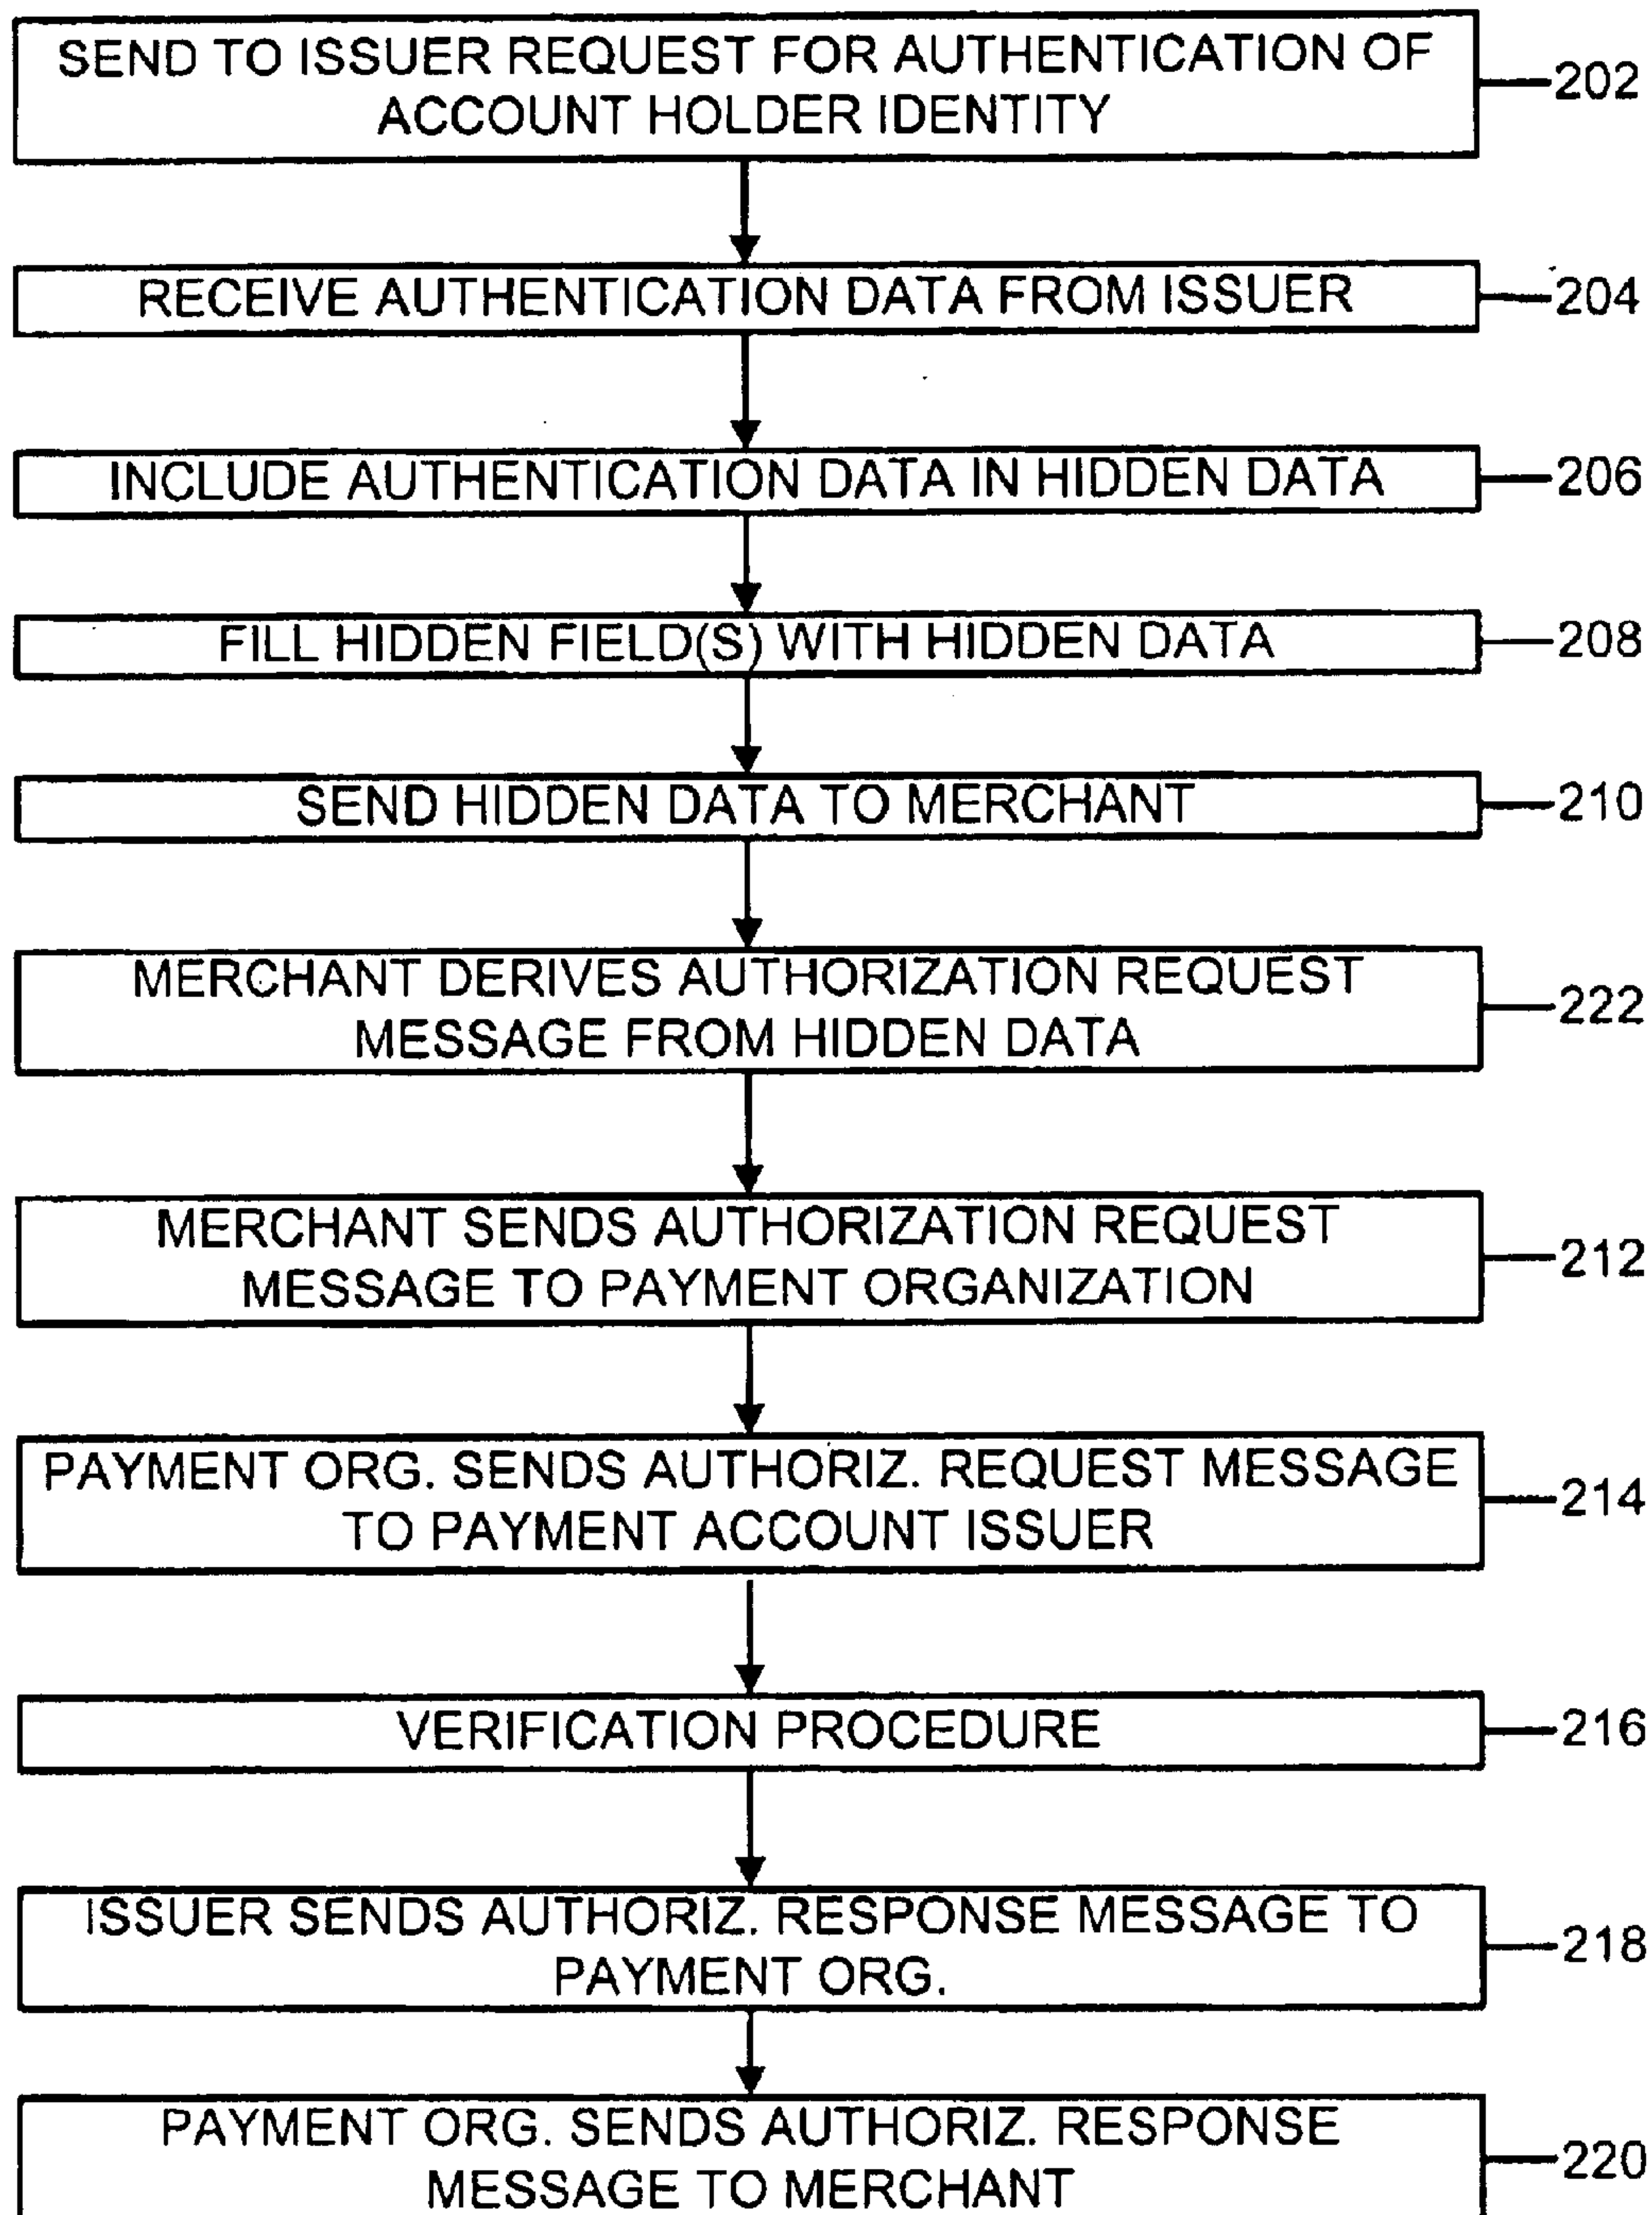 SEND TO ISSUER REQUEST FOR AUTHENTICATION OF
ACCOUNT HOLDER IDENTITY
202
RECEIVE AUTHENTICATION DATA FROM ISSUER
204
INCLUDE AUTHENTICATION DATA IN HIDDEN DATA
206
FILL HIDDEN FIELD(S) WITH HIDDEN DATA
208
SEND HIDDEN DATA TO MERCHANT
210
MERCHANT DERIVES AUTHORIZATION REQUEST
MESSAGE FROM HIDDEN DATA
222
MERCHANT SENDS AUTHORIZATION REQUEST
MESSAGE TO PAYMENT ORGANIZATION
212
PAYMENT ORG. SENDS AUTHORIZ. REQUEST MESSAGE
TO PAYMENT ACCOUNT ISSUER
214
VERIFICATION PROCEDURE
216
ISSUER SENDS AUTHORIZ. RESPONSE MESSAGE TO
PAYMENT ORG.
218
PAYMENT ORG. SENDS AUTHORIZ. RESPONSE
MESSAGE TO MERCHANT
220